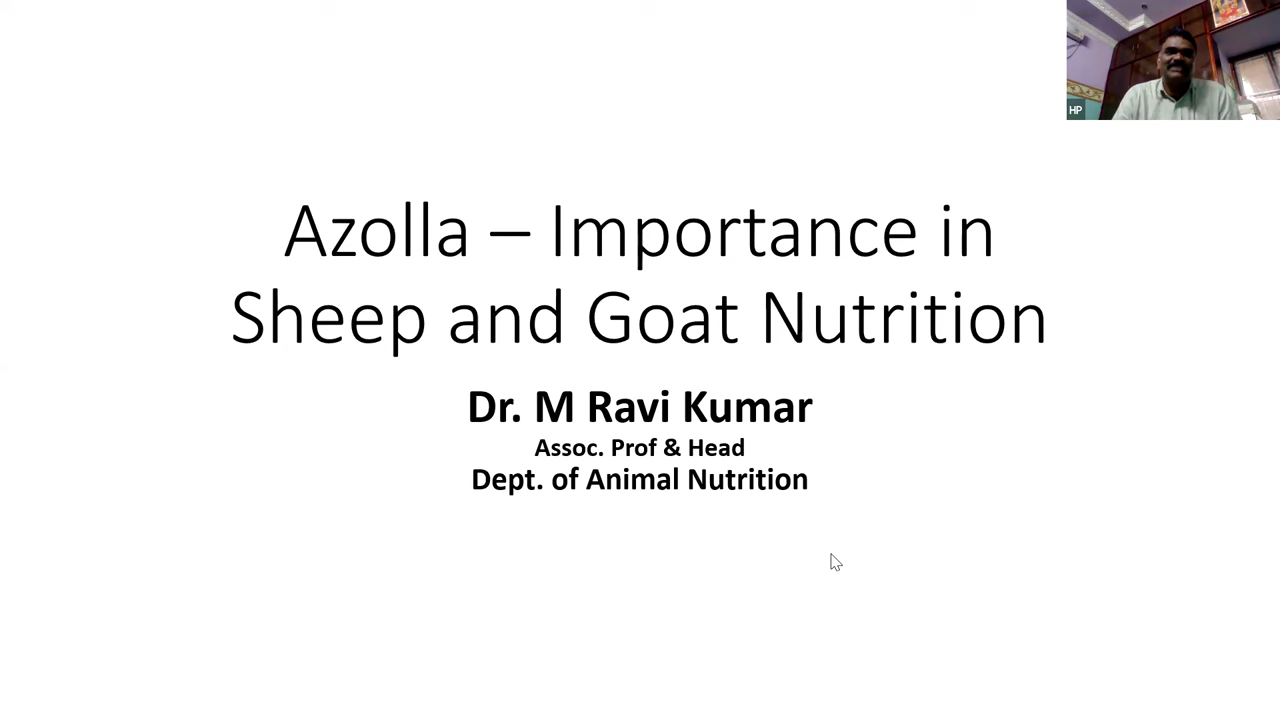 HP
Azolla – Importance in
Sheep and Goat Nutrition
Dr. M Ravi Kumar
Assoc. Prof & Head
Dept. of Animal Nutrition